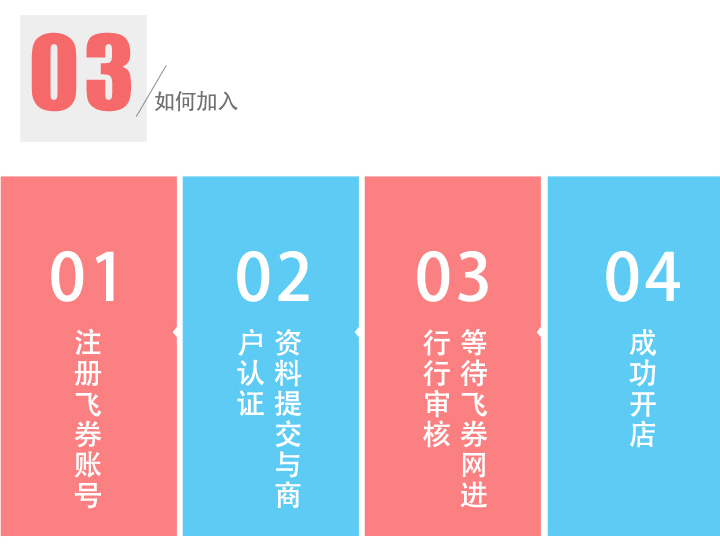 03
如何加入
01
注册飞券账号
02
资料提交与商
户认证
03
等待飞券网进
行行审核
04
成功开店